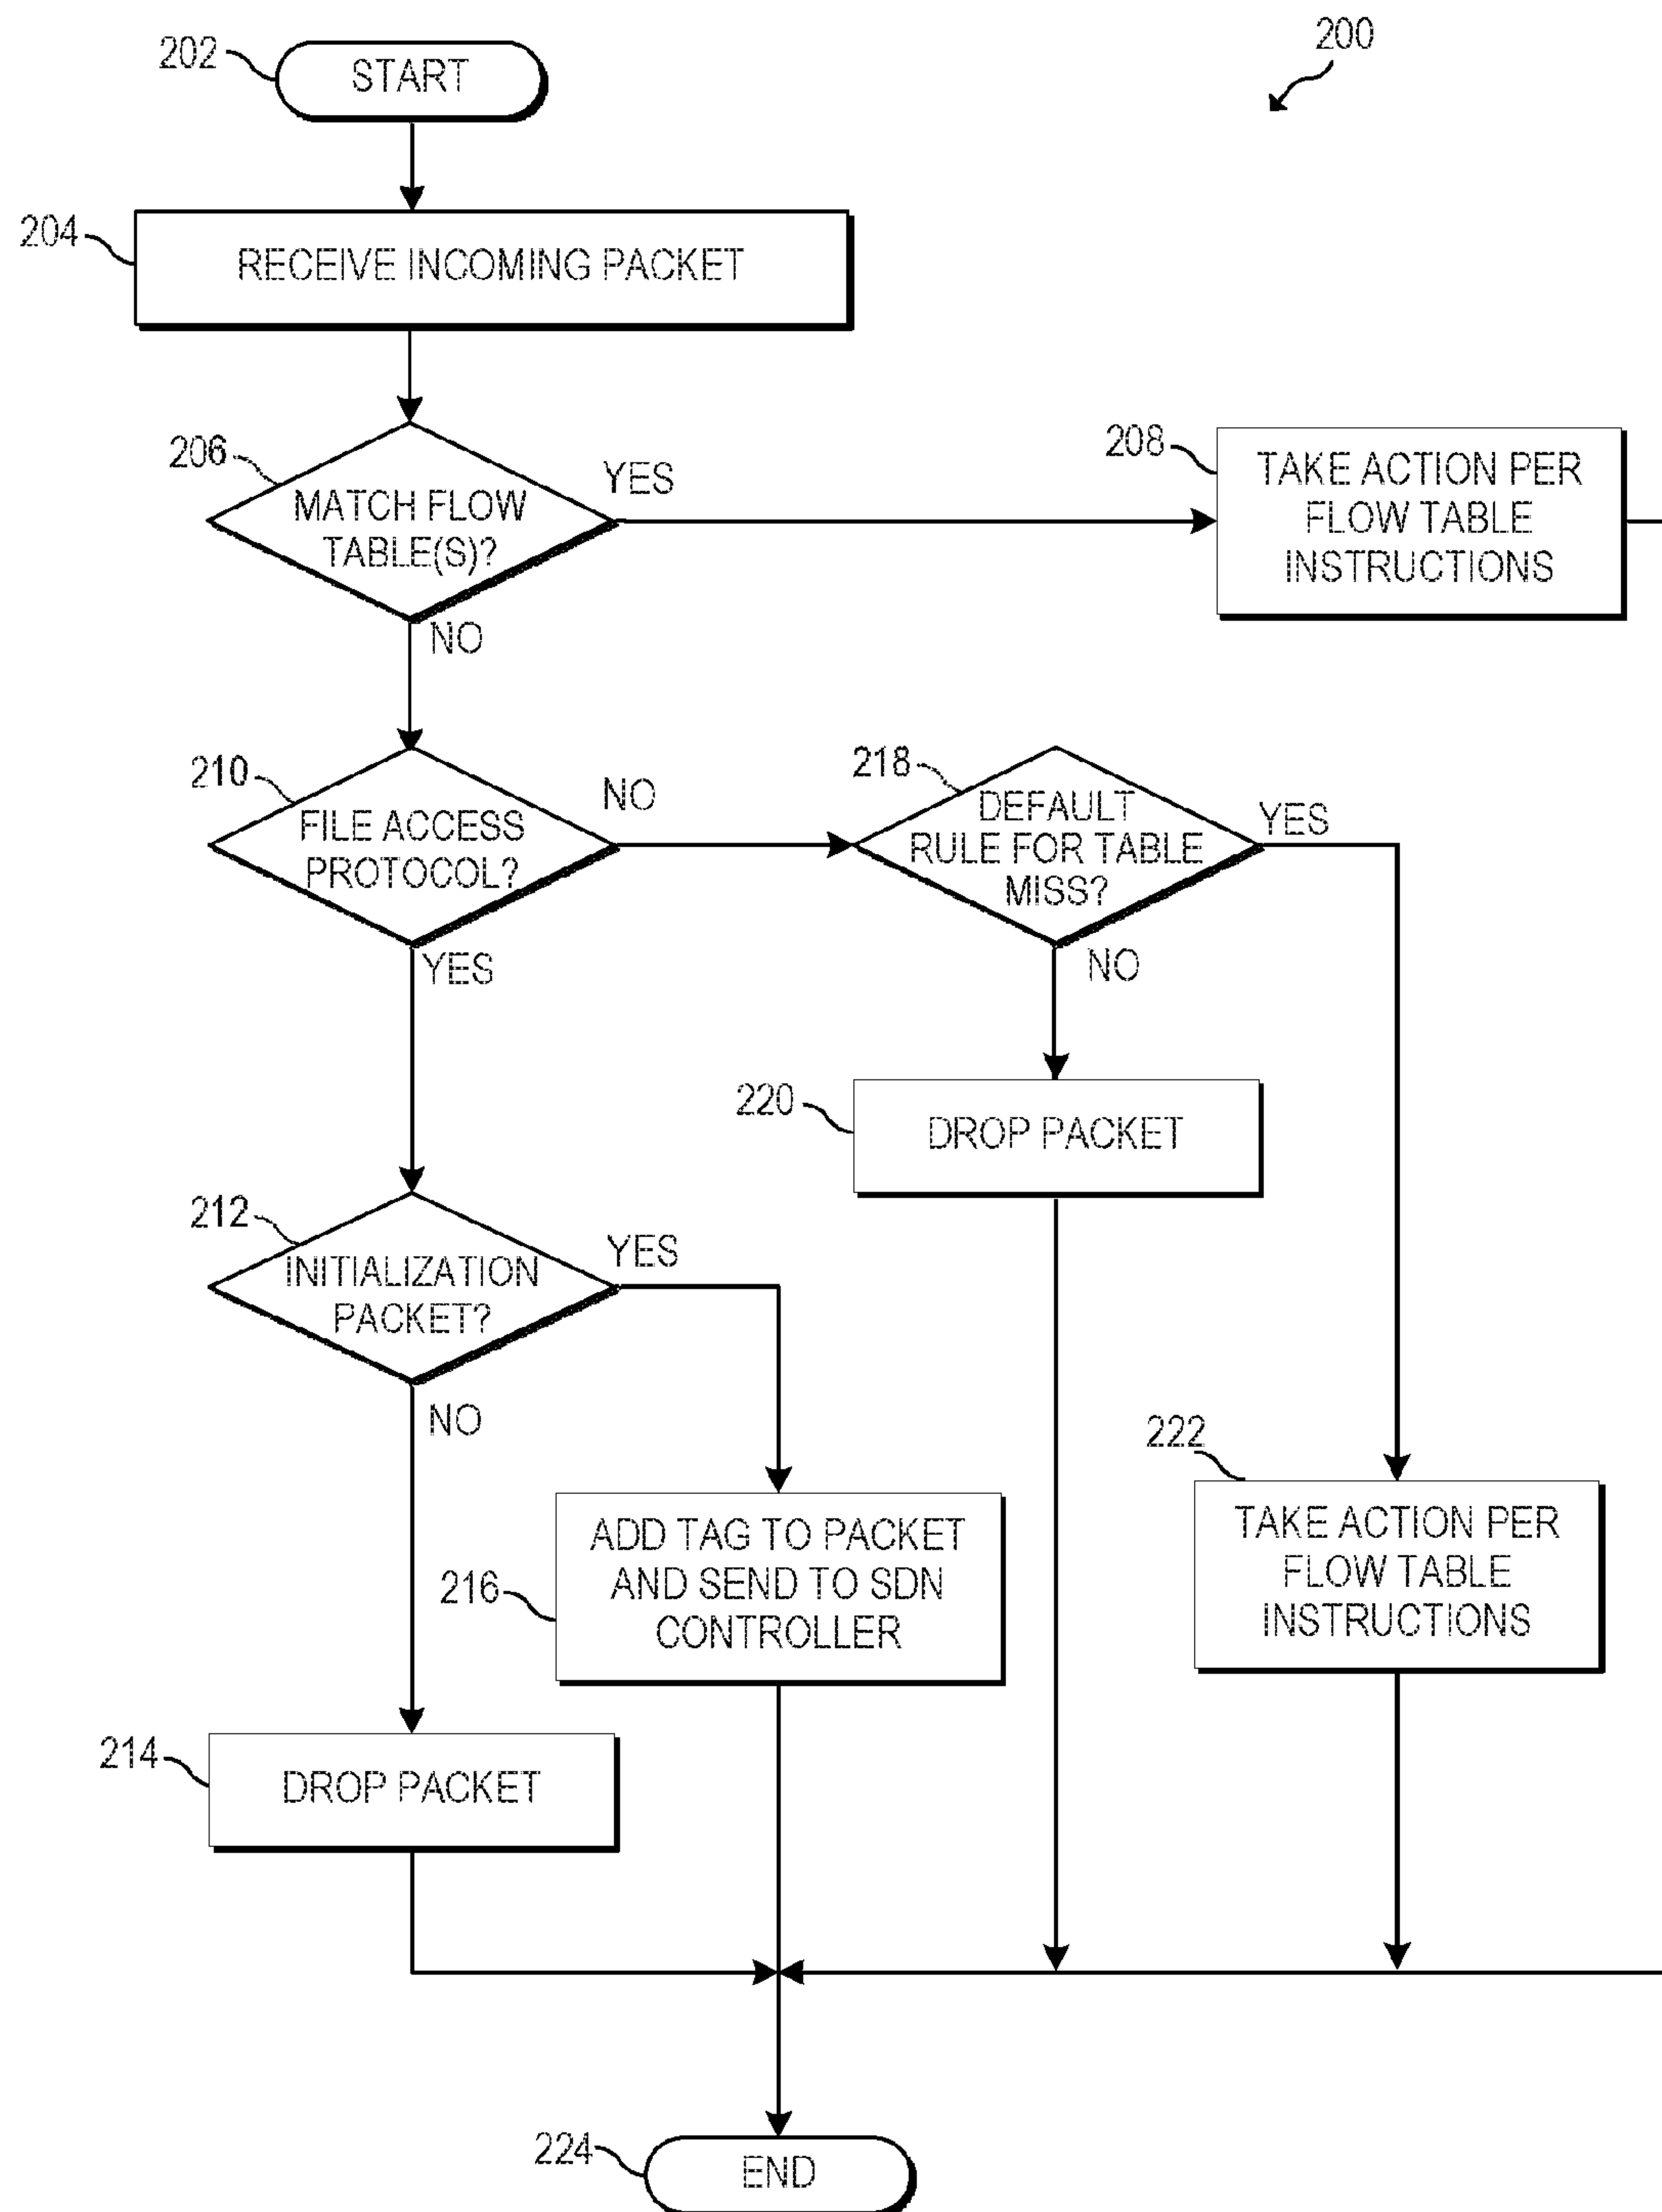 200
202
START
204
RECEIVE INCOMING PACKET
206
MATCH FLOW
TABLE(S)?
YES
NO
208
TAKE ACTION PER
FLOW TABLE
INSTRUCTIONS
210
FILE ACCESS
PROTOCOL?
NO
YES
218
DEFAULT
RULE FOR TABLE
MISS?
YES
NO
220
DROP PACKET
212
INITIALIZATION
PACKET?
YES
NO
222
TAKE ACTION PER
FLOW TABLE
INSTRUCTIONS
216
ADD TAG TO PACKET
AND SEND TO SDN
CONTROLLER
214
DROP PACKET
224
END